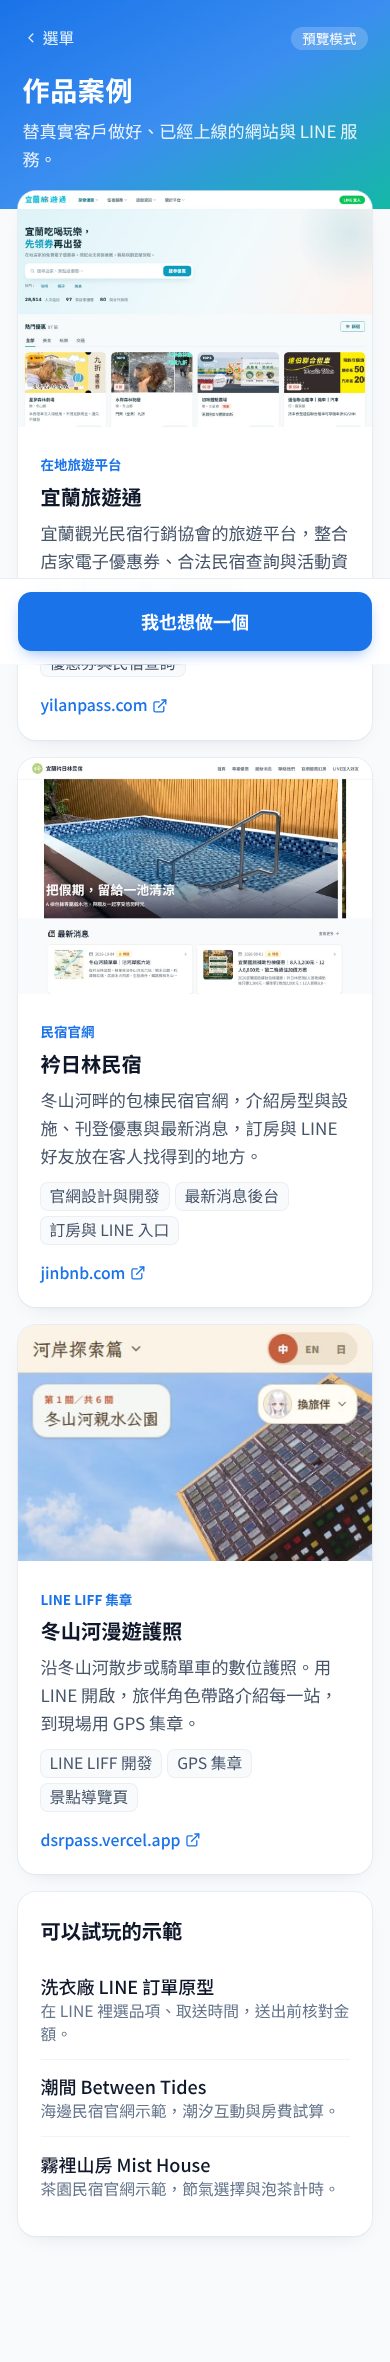 選單
預覽模式
作品案例
替真實客戶做好、已經上線的網站與 LINE 服
務。
宜蘭旅遊通
宜蘭吃喝玩樂，
先領券再出發
熱門優惠
在地旅遊平台
宜蘭旅遊通
宜蘭觀光民宿行銷協會的旅遊平台，整合
店家電子優惠券、合法民宿查詢與活動資
我也想做一個
優惠券與民宿查詢
yilanpass.com
宜蘭衿日林民宿
把假期，留給一池清涼
最新消息
民宿官網
衿日林民宿
冬山河畔的包棟民宿官網，介紹房型與設
施、刊登優惠與最新消息，訂房與 LINE
好友放在客人找得到的地方。
官網設計與開發
最新消息後台
訂房與 LINE 入口
jinbnb.com
河岸探索篇
中 EN 日
第 1 關／共 6 關
冬山河親水公園
換旅伴
LINE LIFF 集章
冬山河漫遊護照
沿冬山河散步或騎單車的數位護照。用
LINE 開啟，旅伴角色帶路介紹每一站，
到現場用 GPS 集章。
LINE LIFF 開發
GPS 集章
景點導覽頁
dsrpass.vercel.app
可以試玩的示範
洗衣廠 LINE 訂單原型
在 LINE 裡選品項、取送時間，送出前核對金
額。
潮間 Between Tides
海邊民宿官網示範，潮汐互動與房費試算。
霧裡山房 Mist House
茶園民宿官網示範，節氣選擇與泡茶計時。